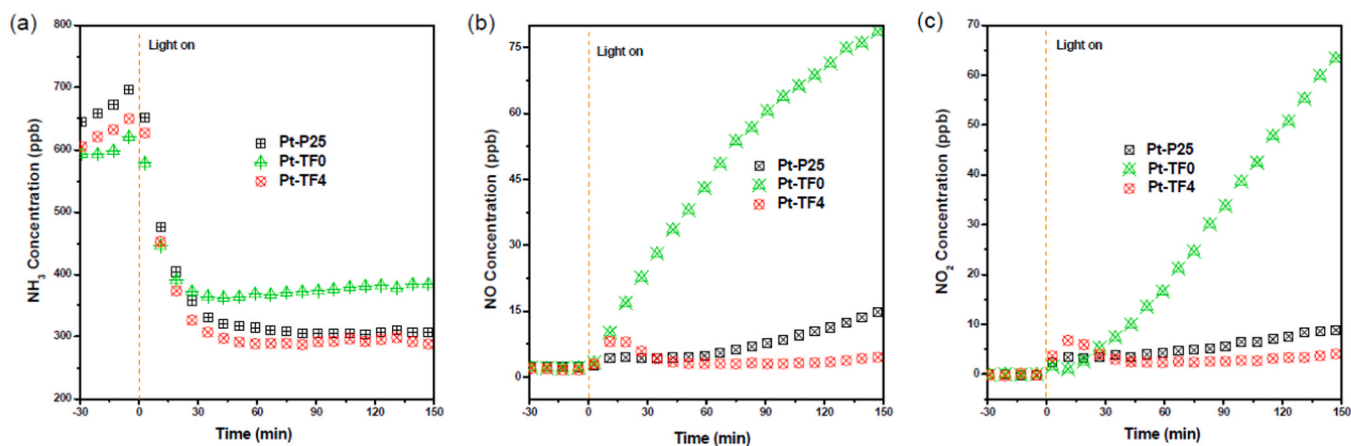 (a)
800
700
600
500
400
300
200
NH3 Concentration (ppb)
Light on
Pt-P25
Pt-TF0
Pt-TF4
-30 0 30 60 90 120 150
Time (min)
(b)
75
60
45
30
15
0
NO Concentration (ppb)
Light on
Pt-P25
Pt-TF0
Pt-TF4
-30 0 30 60 90 120 150
Time (min)
(c)
70
60
50
40
30
20
10
0
NO2 Concentration (ppb)
Light on
Pt-P25
Pt-TF0
Pt-TF4
-30 0 30 60 90 120 150
Time (min)